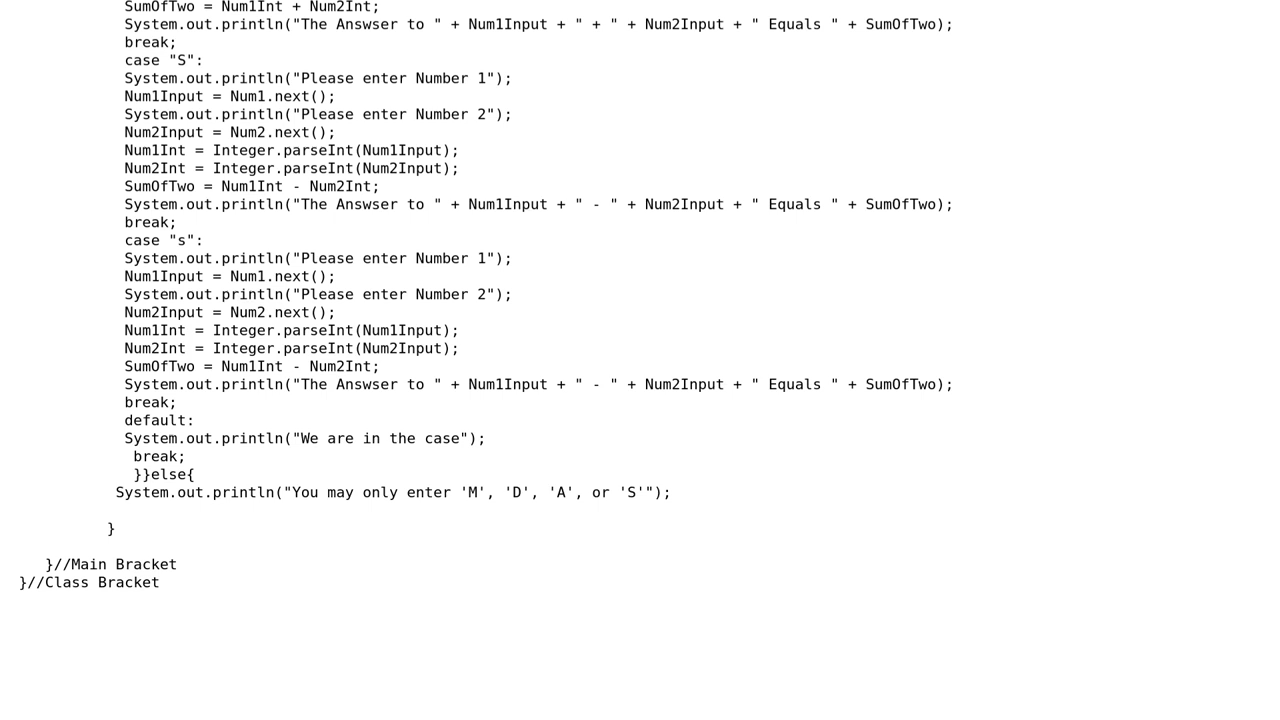 SumOfTwo = Num1Int + Num2Int;
System.out.println("The Answser to " + Num1Input + " + " + Num2Input + " Equals " + SumOfTwo);
break;
case "S":
System.out.println("Please enter Number 1");
Num1Input = Num1.next();
System.out.println("Please enter Number 2");
Num2Input = Num2.next();
Num1Int = Integer.parseInt(Num1Input);
Num2Int = Integer.parseInt(Num2Input);
SumOfTwo = Num1Int - Num2Int;
System.out.println("The Answser to " + Num1Input + " - " + Num2Input + " Equals " + SumOfTwo);
break;
case "s":
System.out.println("Please enter Number 1");
Num1Input = Num1.next();
System.out.println("Please enter Number 2");
Num2Input = Num2.next();
Num1Int = Integer.parseInt(Num1Input);
Num2Int = Integer.parseInt(Num2Input);
SumOfTwo = Num1Int - Num2Int;
System.out.println("The Answser to " + Num1Input + " - " + Num2Input + " Equals " + SumOfTwo);
break;
default:
System.out.println("We are in the case");
break;
}}else{
System.out.println("You may only enter 'M', 'D', 'A', or 'S'");
}
}//Main Bracket
}//Class Bracket